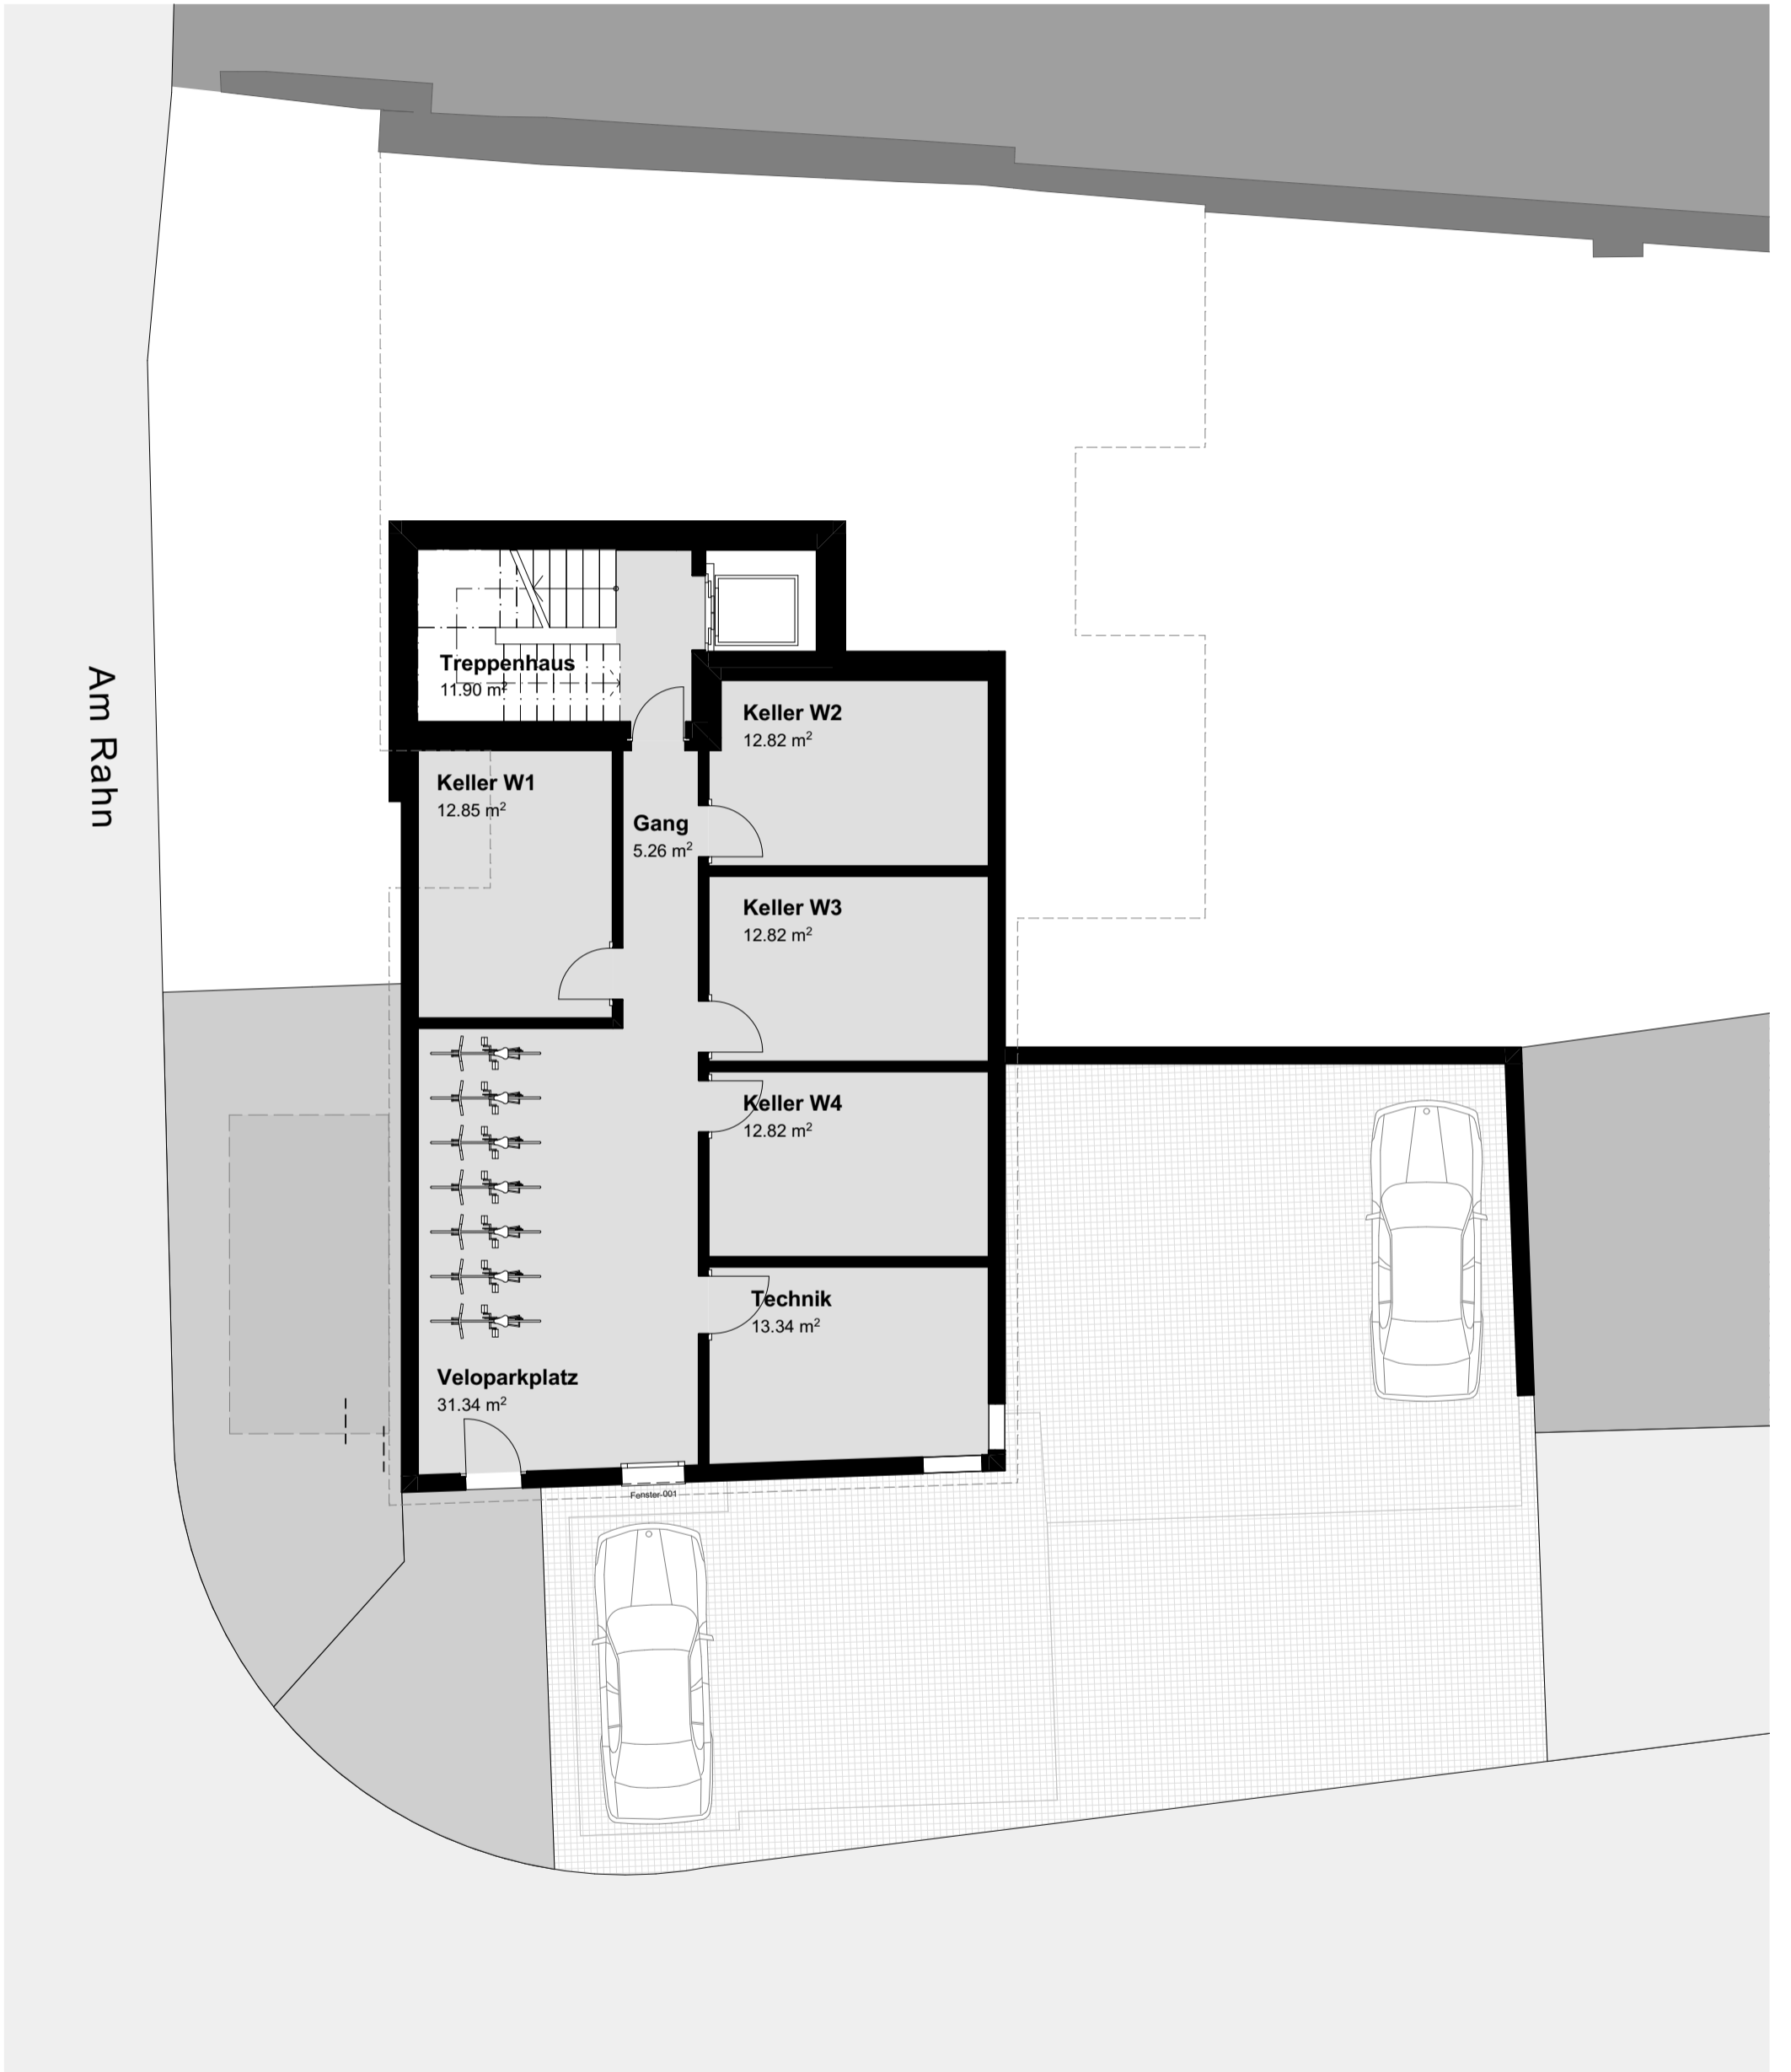 Am Rahn
Treppenhaus
11.90 m²
Keller W2
12.82 m²
Keller W1
12.85 m²
Gang
5.26 m²
Keller W3
12.82 m²
Keller W4
12.82 m²
Technik
13.34 m²
Veloparkplatz
31.34 m²
Fenster-001